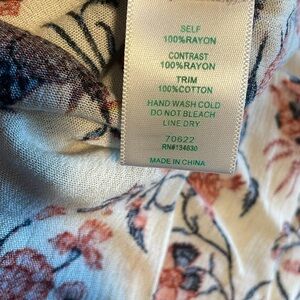 SELF
100%RAYON
CONTRAST
100%RAYON
TRIM
100%COTTON
HAND WASH COLD
DO NOT BLEACH
LINE DRY
70622
RN#134630
MADE IN CHINA